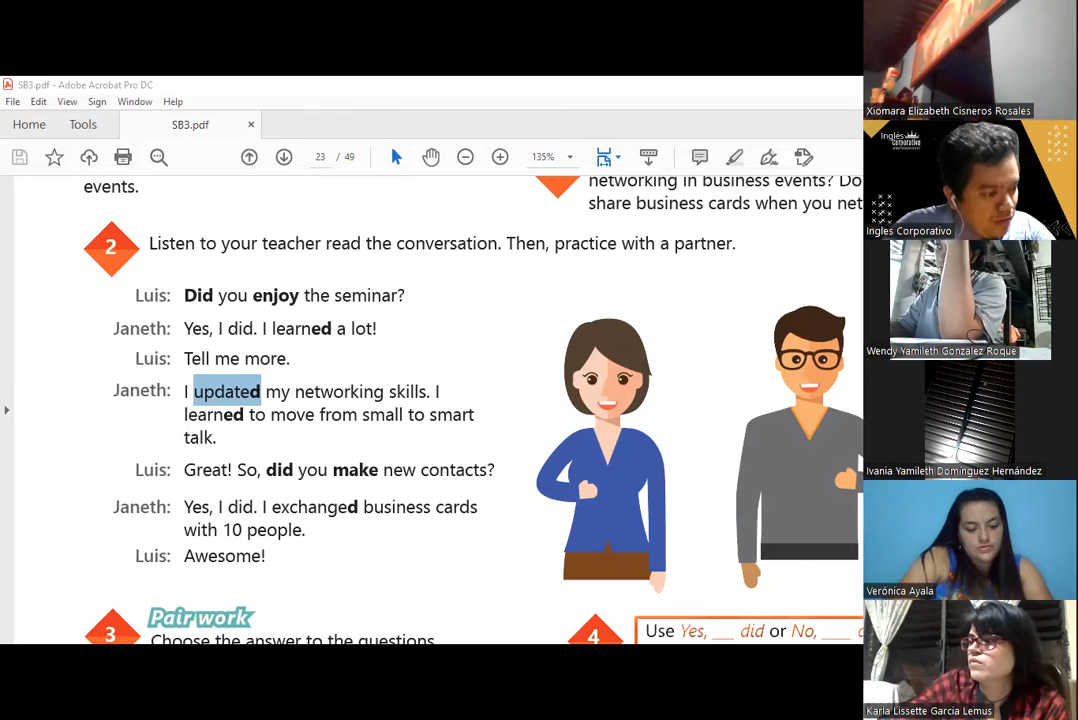 SB3.pdf - Adobe Acrobat Pro DC
File Edit View Sign Window Help
Home Tools SB3.pdf ×
23 / 49 135%
events.
networking in business events? Do
share business cards when you net
2 Listen to your teacher read the conversation. Then, practice with a partner.
Luis: Did you enjoy the seminar?
Janeth: Yes, I did. I learned a lot!
Luis: Tell me more.
Janeth: I updated my networking skills. I
learned to move from small to smart
talk.
Luis: Great! So, did you make new contacts?
Janeth: Yes, I did. I exchanged business cards
with 10 people.
Luis: Awesome!
3 Pair work
Choose the answer to the questions
4 Use Yes, __ did or No, ___ d
Xiomara Elizabeth Cisneros Rosales
Inglés
Corporativo
Ingles Corporativo
Wendy Yamileth Gonzalez Roque
Ivania Yamileth Domínguez Hernández
Verónica Ayala
Karla Lissette García Lemus